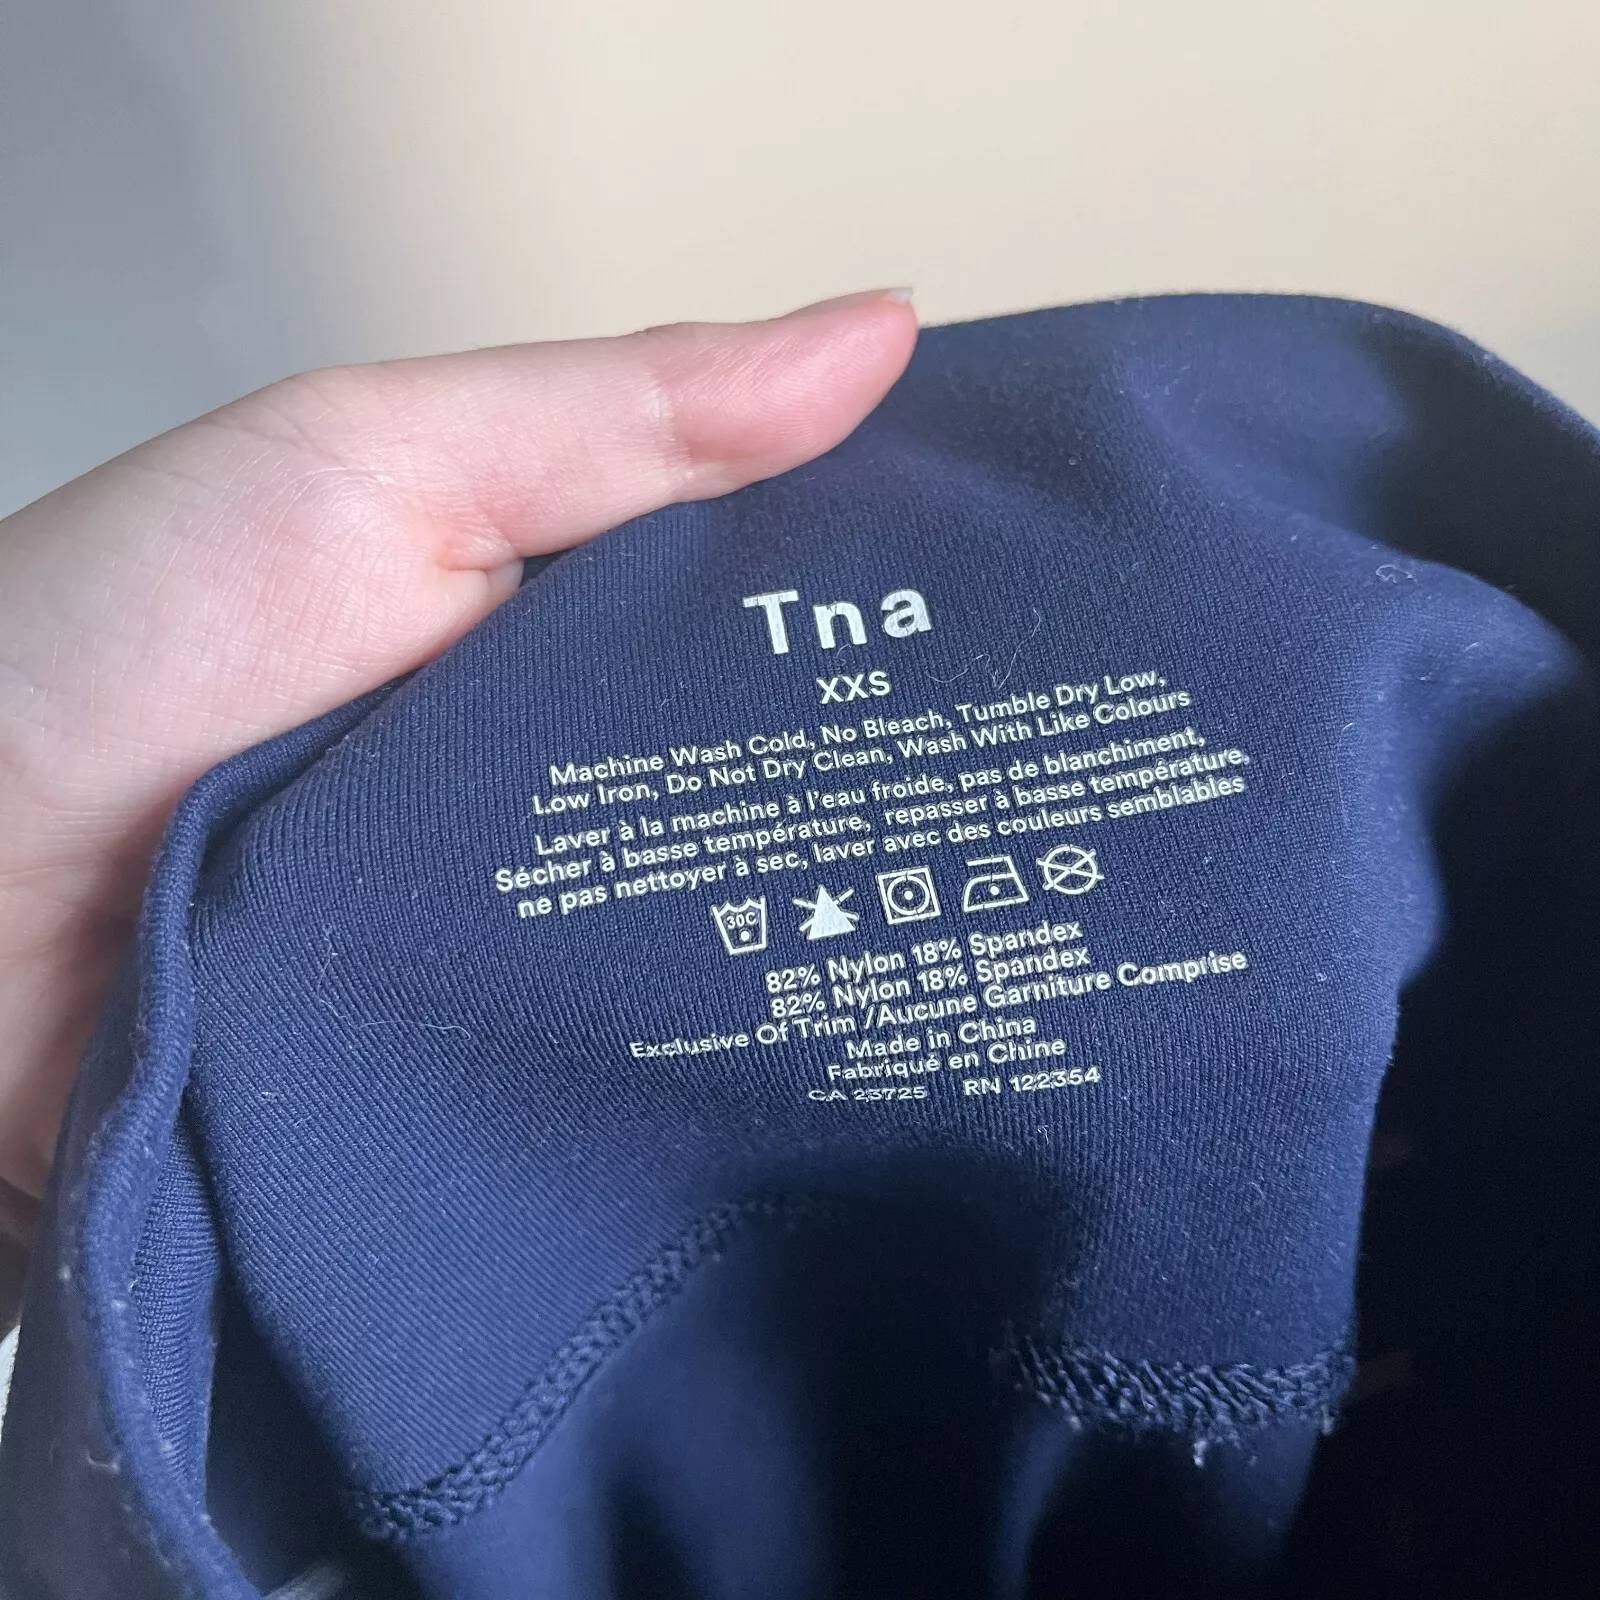 Tna
XXS
Machine Wash Cold, No Bleach, Tumble Dry Low,
Low Iron, Do Not Dry Clean, Wash With Like Colours
Laver à la machine à l'eau froide, pas de blanchiment,
Sécher à basse température, repasser à basse température,
ne pas nettoyer à sec, laver avec des couleurs semblables
30C
82% Nylon 18% Spandex
82% Nylon 18% Spandex
Exclusive Of Trim /Aucune Garniture Comprise
Made in China
Fabriqué en Chine
CA 23725 RN 122354